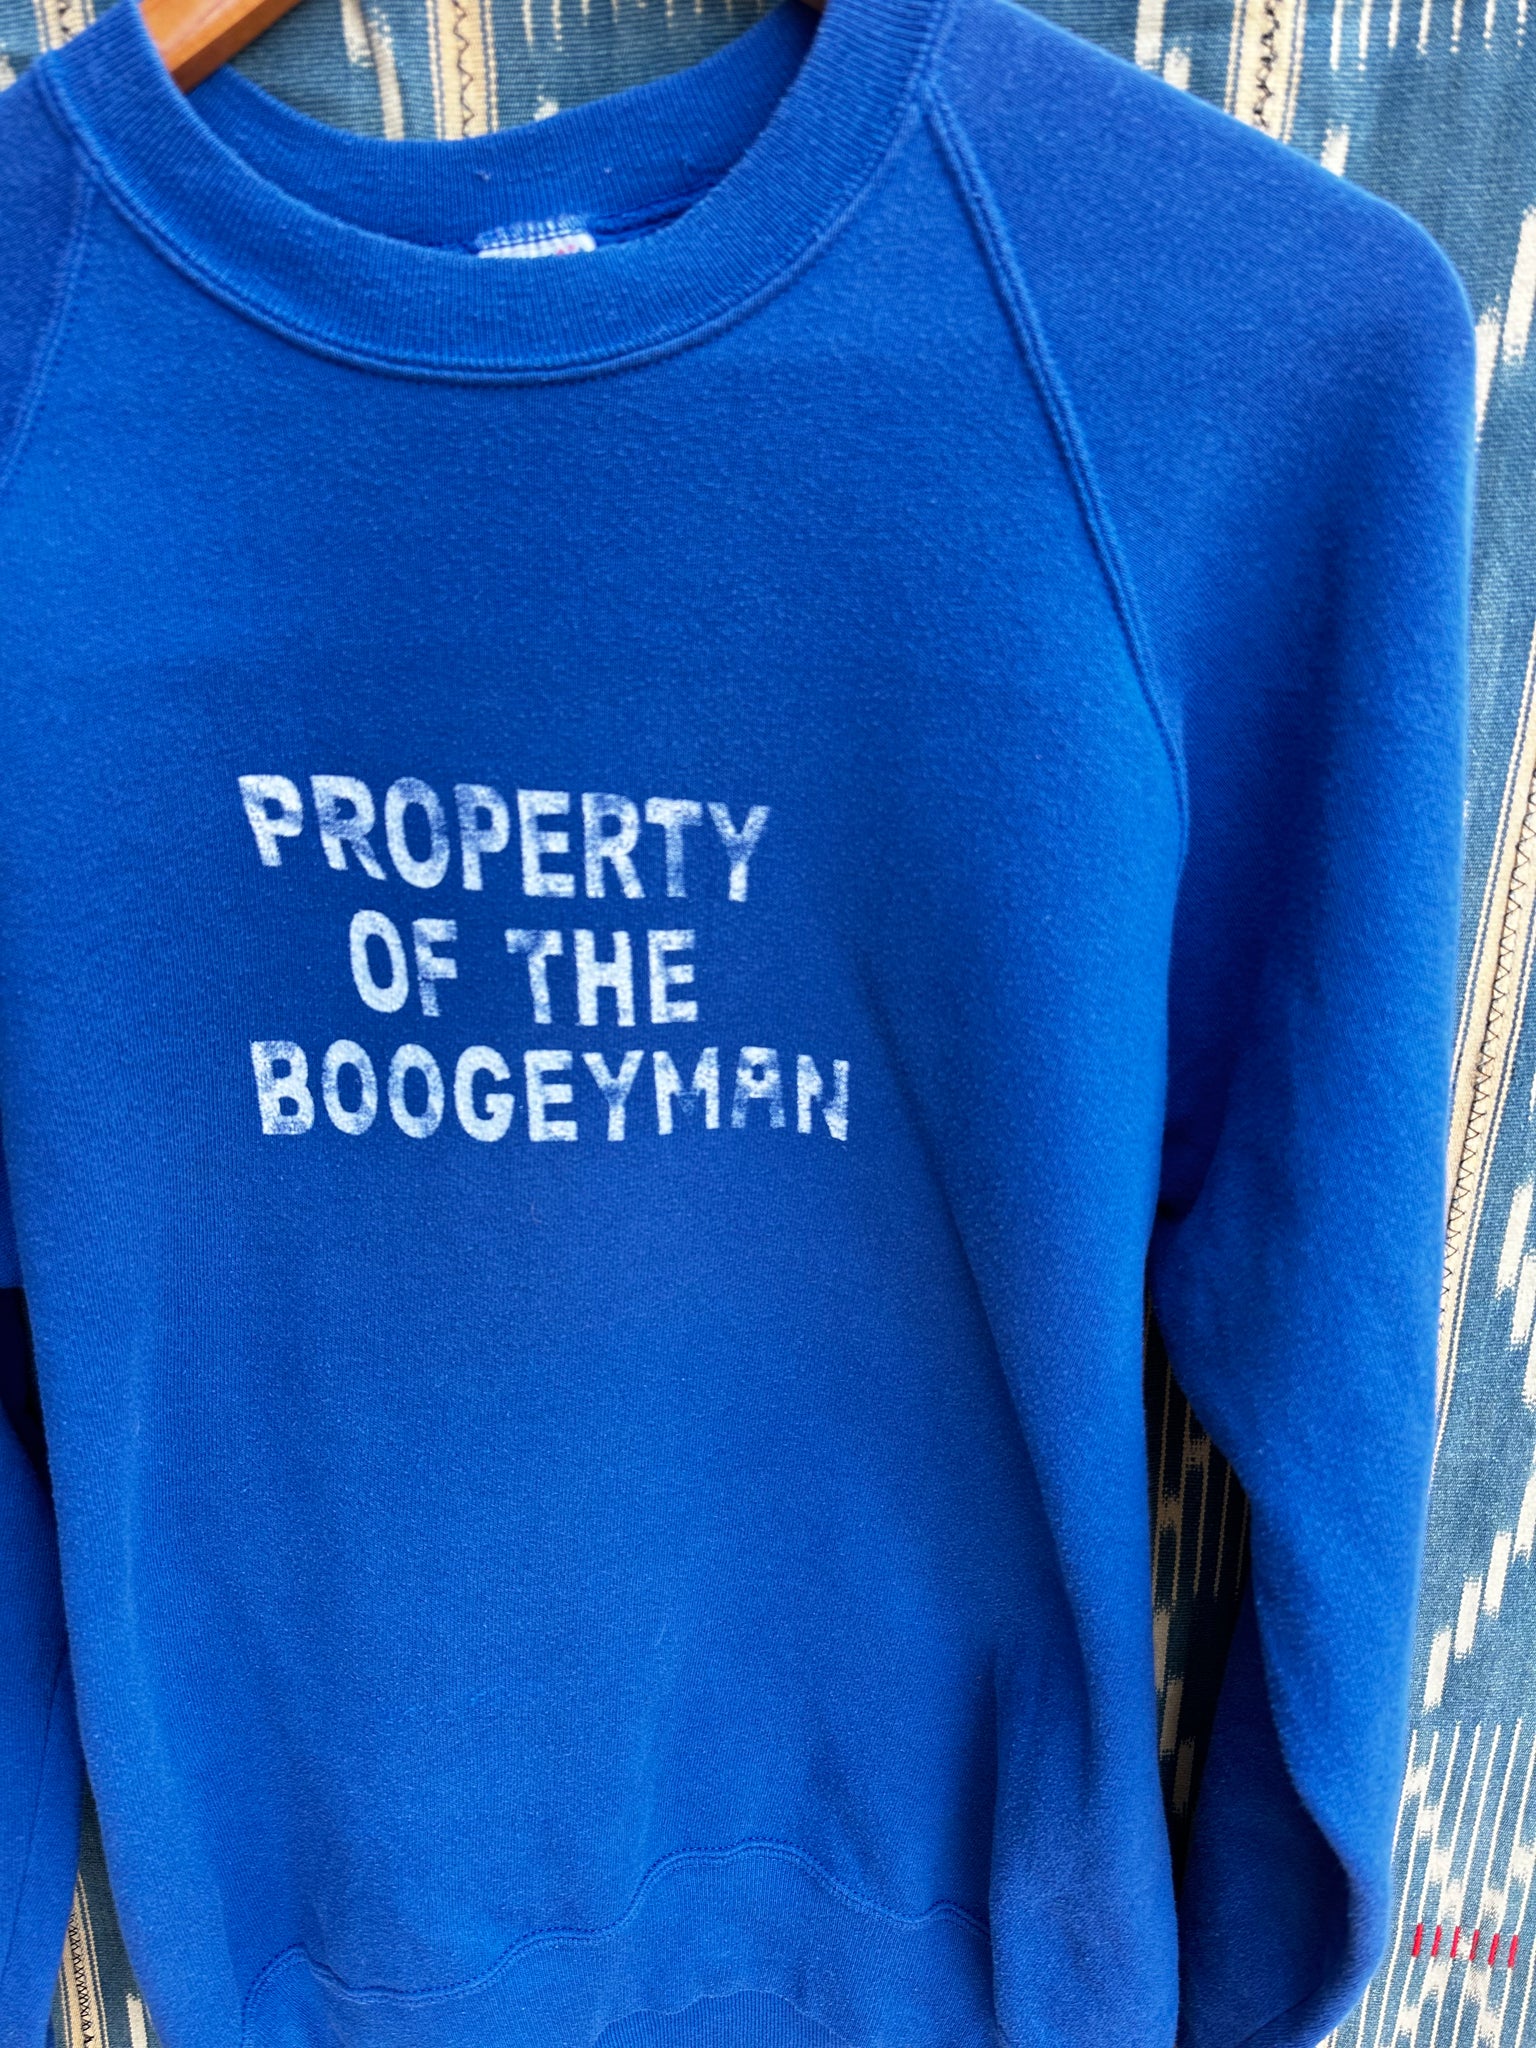 PROPERTY
OF THE
BOOGEYMAN